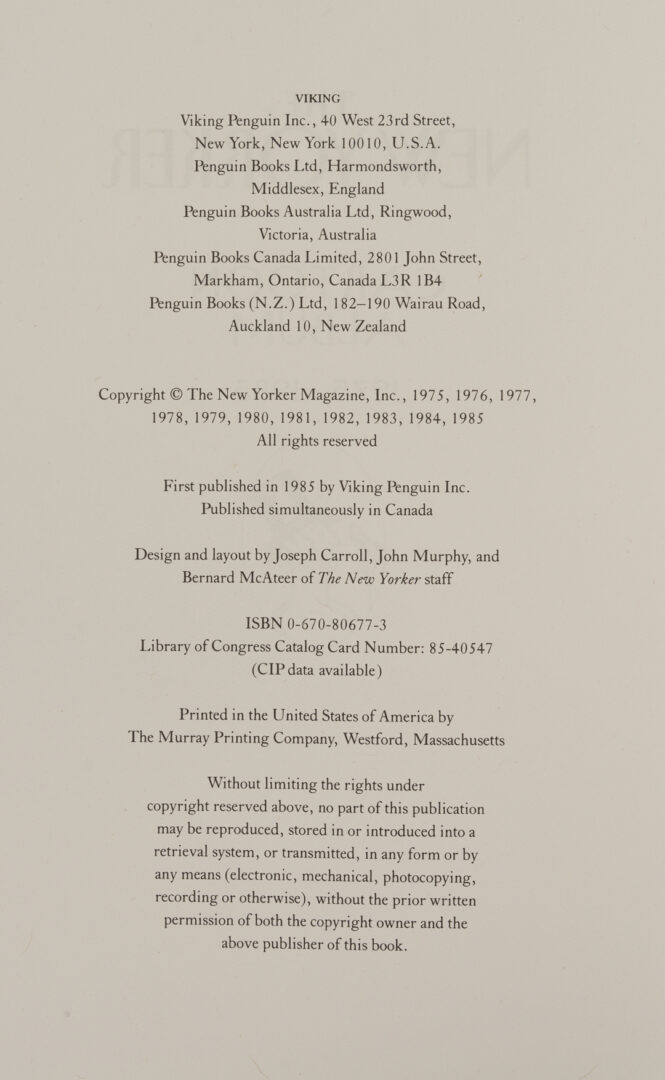 VIKING
Viking Penguin Inc., 40 West 23rd Street,
New York, New York 10010, U.S.A.
Penguin Books Ltd, Harmondsworth,
Middlesex, England
Penguin Books Australia Ltd, Ringwood,
Victoria, Australia
Penguin Books Canada Limited, 2801 John Street,
Markham, Ontario, Canada L3R 1B4
Penguin Books (N.Z.) Ltd, 182–190 Wairau Road,
Auckland 10, New Zealand
Copyright © The New Yorker Magazine, Inc., 1975, 1976, 1977,
1978, 1979, 1980, 1981, 1982, 1983, 1984, 1985
All rights reserved
First published in 1985 by Viking Penguin Inc.
Published simultaneously in Canada
Design and layout by Joseph Carroll, John Murphy, and
Bernard McAteer of The New Yorker staff
ISBN 0-670-80677-3
Library of Congress Catalog Card Number: 85-40547
(CIP data available)
Printed in the United States of America by
The Murray Printing Company, Westford, Massachusetts
Without limiting the rights under
copyright reserved above, no part of this publication
may be reproduced, stored in or introduced into a
retrieval system, or transmitted, in any form or by
any means (electronic, mechanical, photocopying,
recording or otherwise), without the prior written
permission of both the copyright owner and the
above publisher of this book.